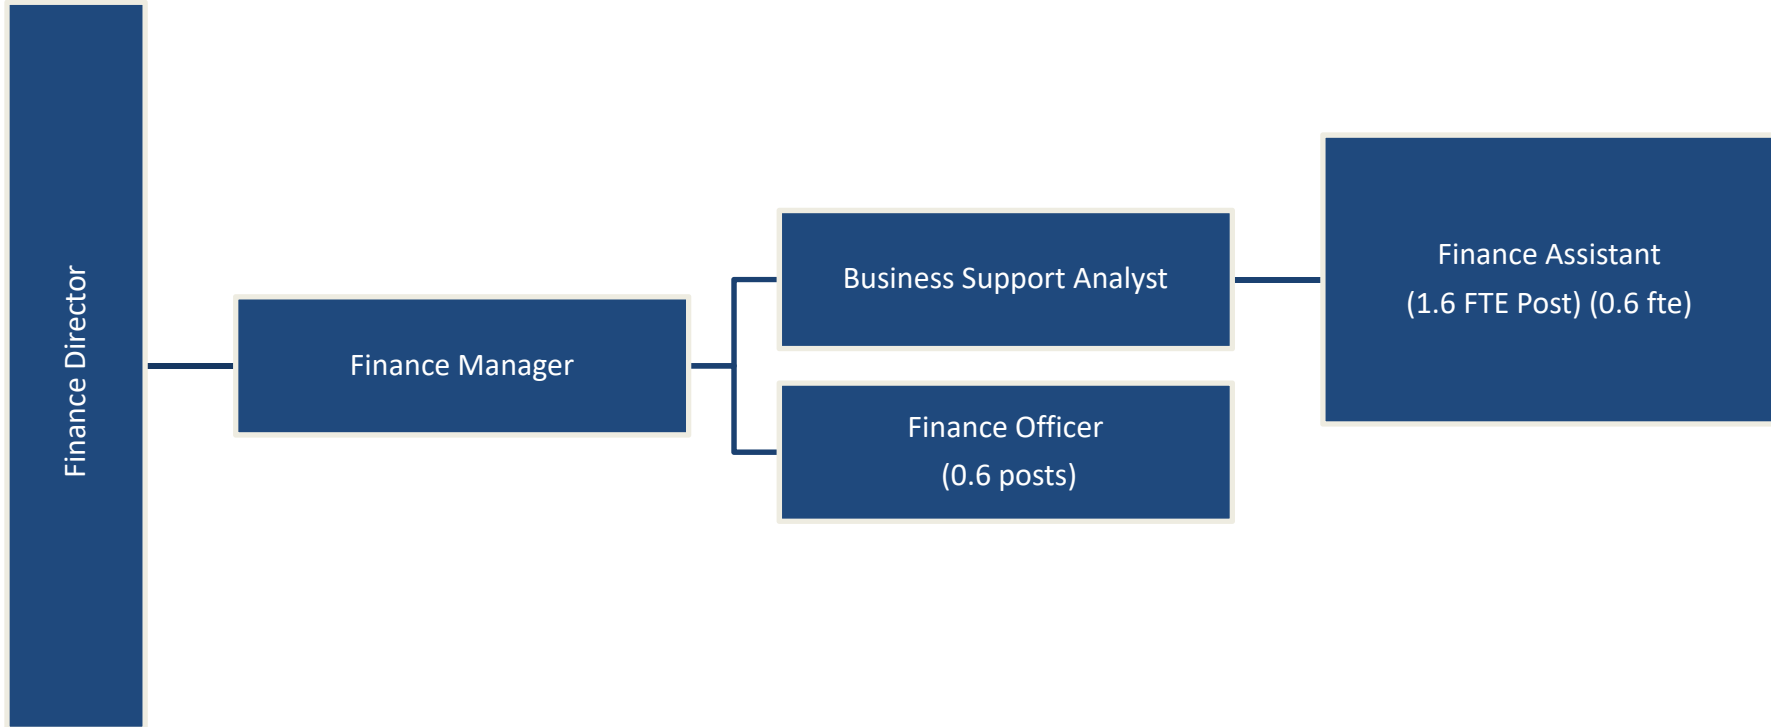 Finance Director
Finance Manager
Business Support Analyst
Finance Officer
(0.6 posts)
Finance Assistant
(1.6 FTE Post) (0.6 fte)